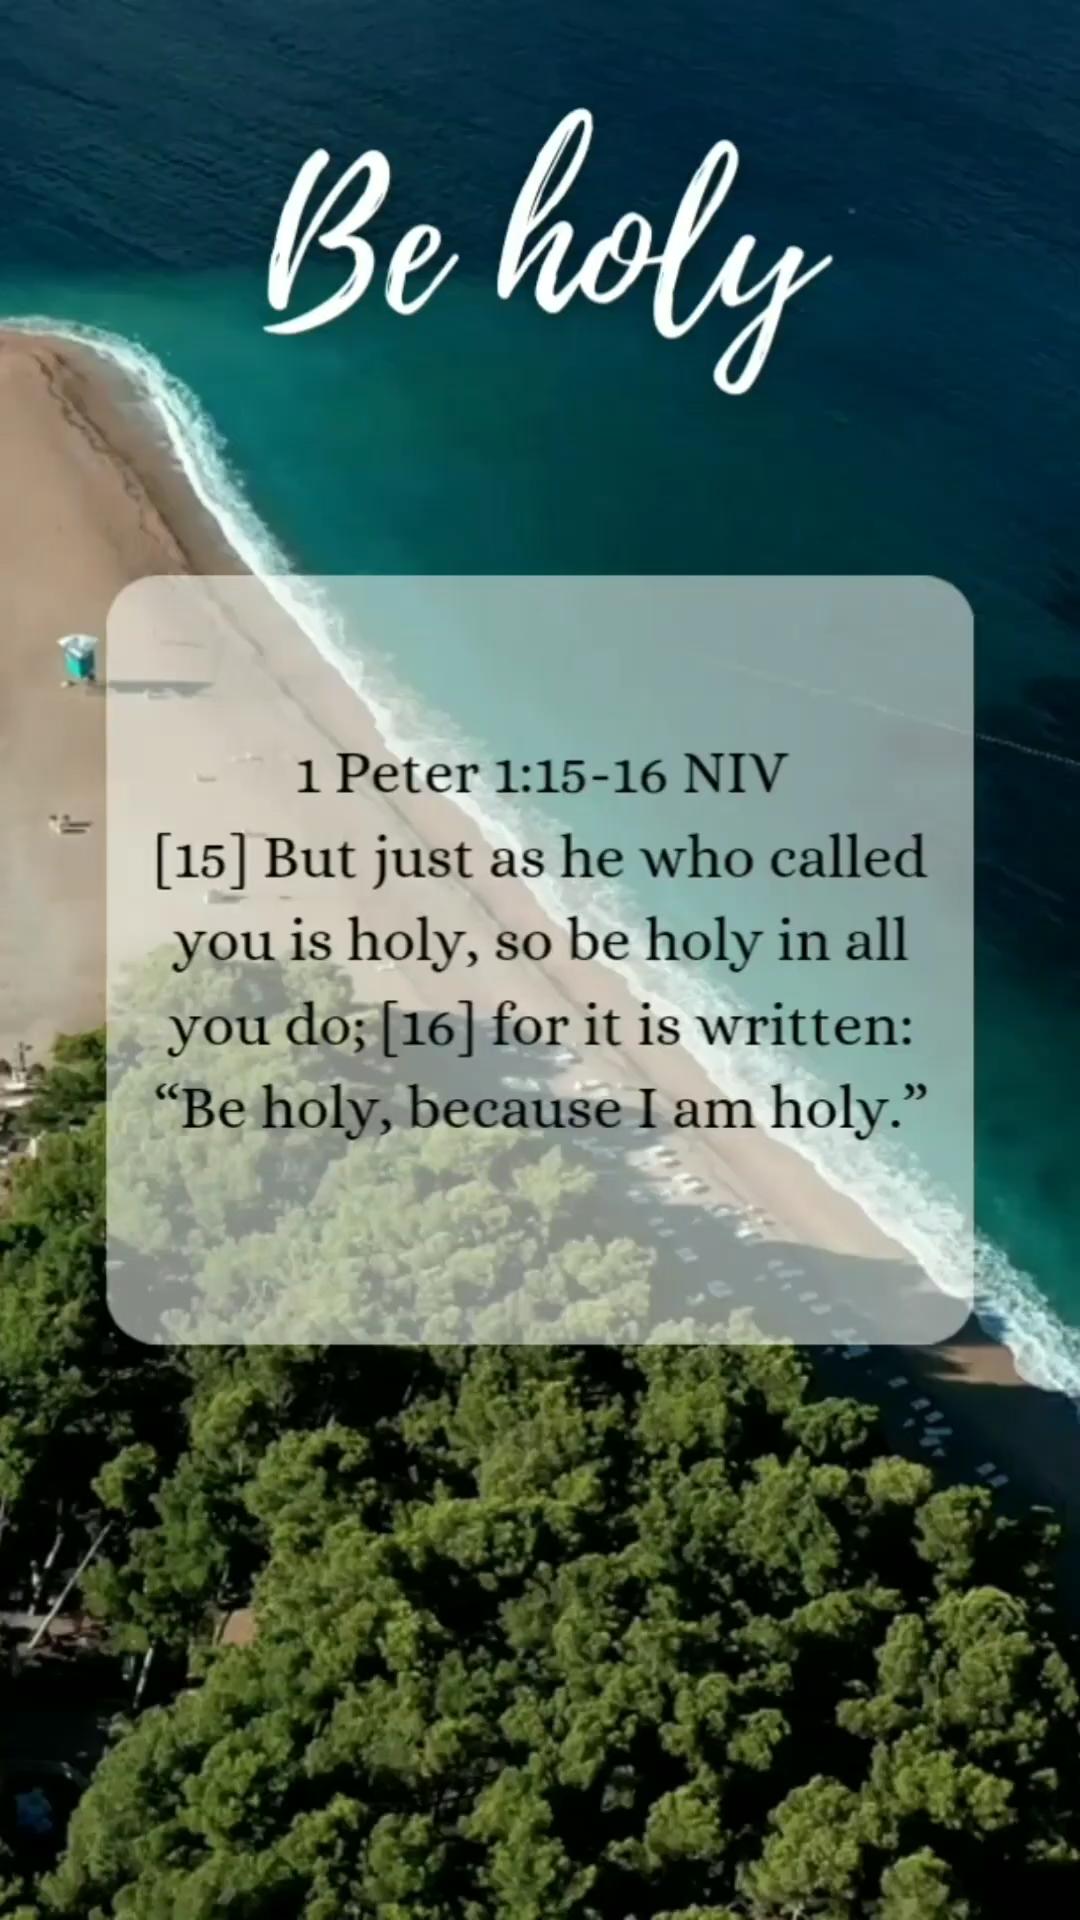 Be holy
1 Peter 1:15-16 NIV
[15] But just as he who called
you is holy, so be holy in all
you do; [16] for it is written:
“Be holy, because I am holy.”